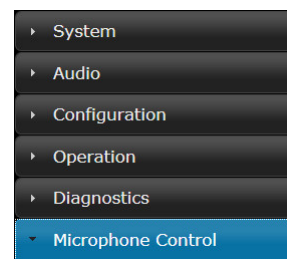 System
Audio
Configuration
Operation
Diagnostics
Microphone Control